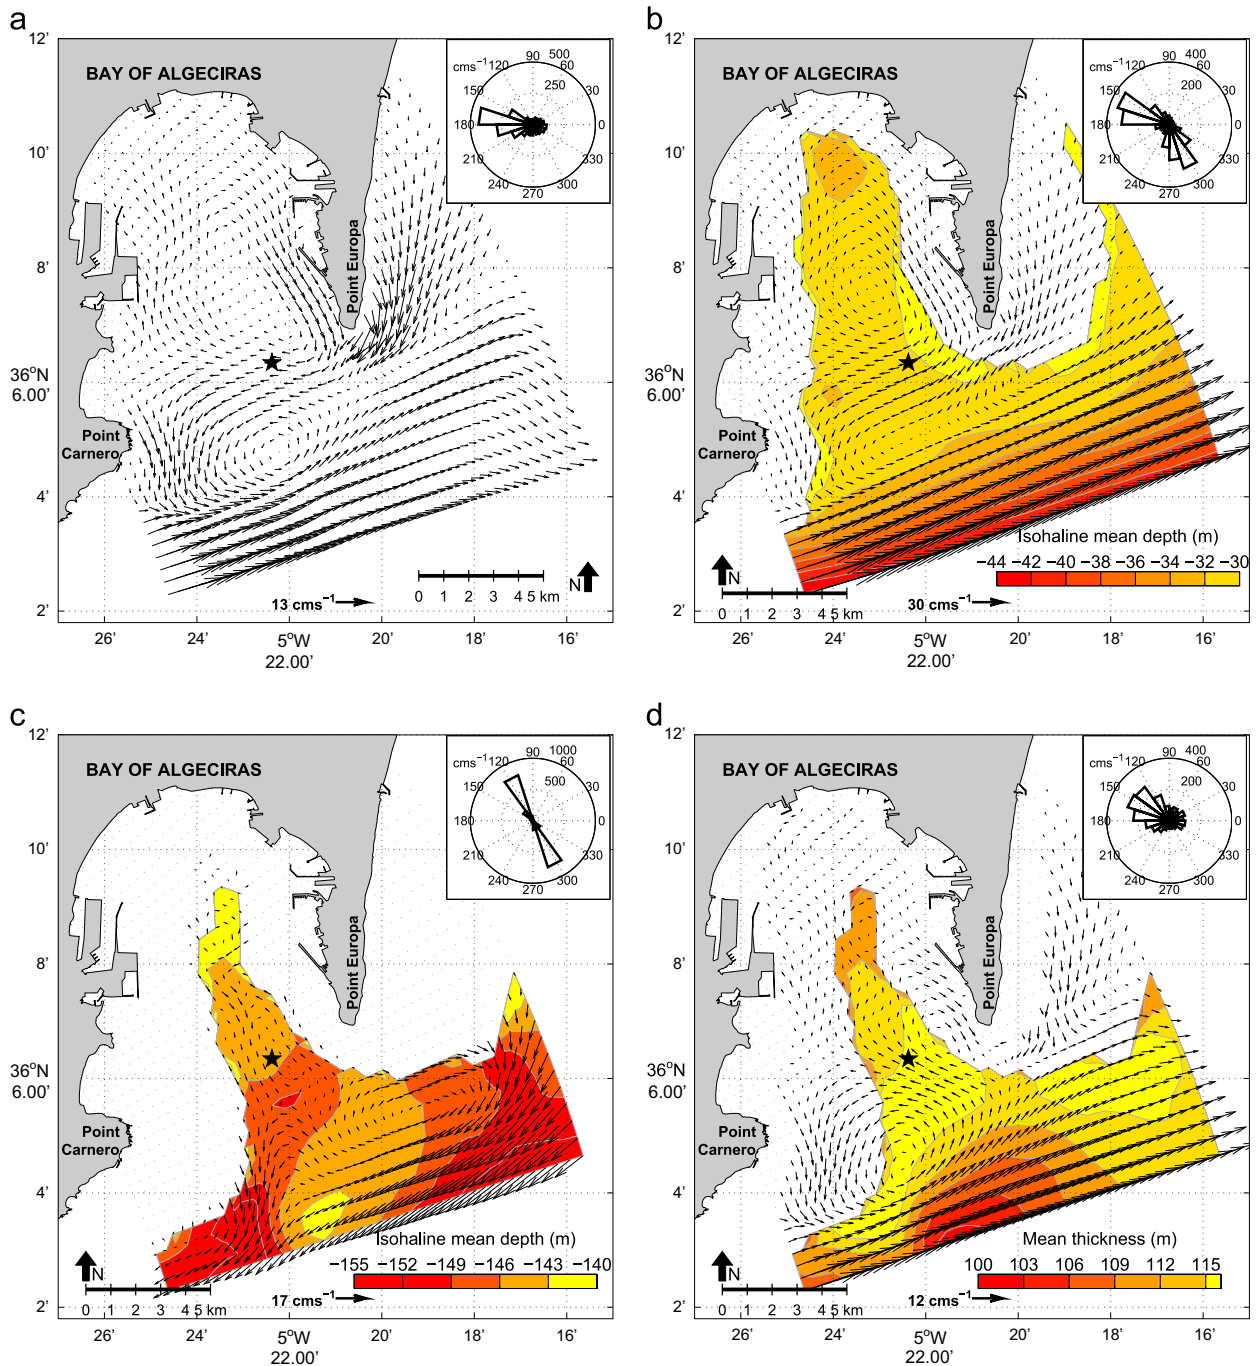 a
12'
10'
8'
36°N
6.00'
4'
2'
26'
24'
5°W
22.00'
20'
18'
16'
BAY OF ALGECIRAS
Point Europa
Point
Carnero
cms⁻¹
90
500
60
250
30
0
330
300
270
240
210
180
150
120
N
0 1 2 3 4 5 km
13 cms⁻¹
b
12'
10'
8'
36°N
6.00'
4'
2'
26'
24'
5°W
22.00'
20'
18'
16'
BAY OF ALGECIRAS
Point Europa
Point
Carnero
cms⁻¹
90
400
60
200
30
0
330
300
270
240
210
180
150
120
Isohaline mean depth (m)
−44 −42 −40 −38 −36 −34 −32 −30
N
0 1 2 3 4 5 km
30 cms⁻¹
c
12'
10'
8'
36°N
6.00'
4'
2'
26'
24'
5°W
22.00'
20'
18'
16'
BAY OF ALGECIRAS
Point Europa
Point
Carnero
cms⁻¹
90
1000
60
500
30
0
330
300
270
240
210
180
150
120
Isohaline mean depth (m)
−155 −152 −149 −146 −143 −140
N
0 1 2 3 4 5 km
17 cms⁻¹
d
12'
10'
8'
36°N
6.00'
4'
2'
26'
24'
5°W
22.00'
20'
18'
16'
BAY OF ALGECIRAS
Point Europa
Point
Carnero
cms⁻¹
90
400
60
200
30
0
330
300
270
240
210
180
150
120
Mean thickness (m)
100 103 106 109 112 115
N
0 1 2 3 4 5 km
12 cms⁻¹